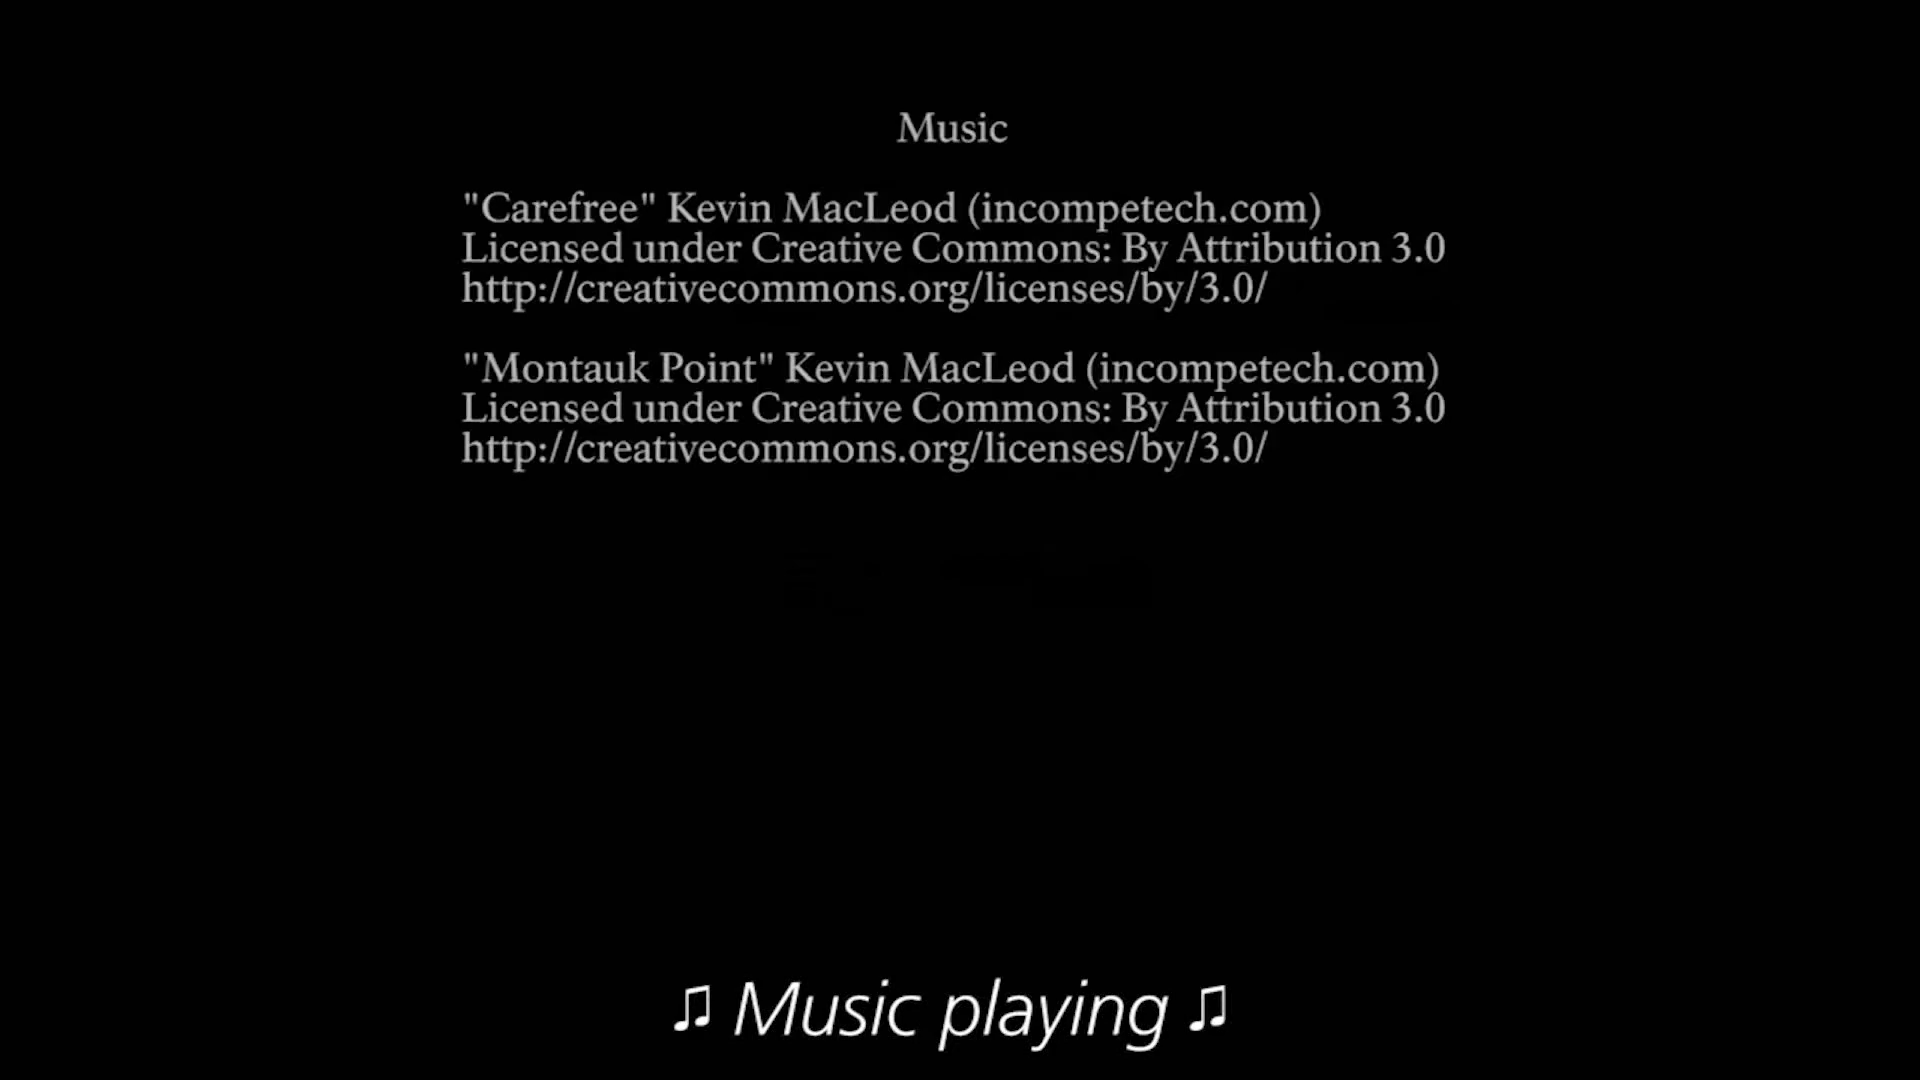 Music
"Carefree" Kevin MacLeod (incompetech.com)
Licensed under Creative Commons: By Attribution 3.0
http://creativecommons.org/licenses/by/3.0/
"Montauk Point" Kevin MacLeod (incompetech.com)
Licensed under Creative Commons: By Attribution 3.0
http://creativecommons.org/licenses/by/3.0/
♫ Music playing ♫